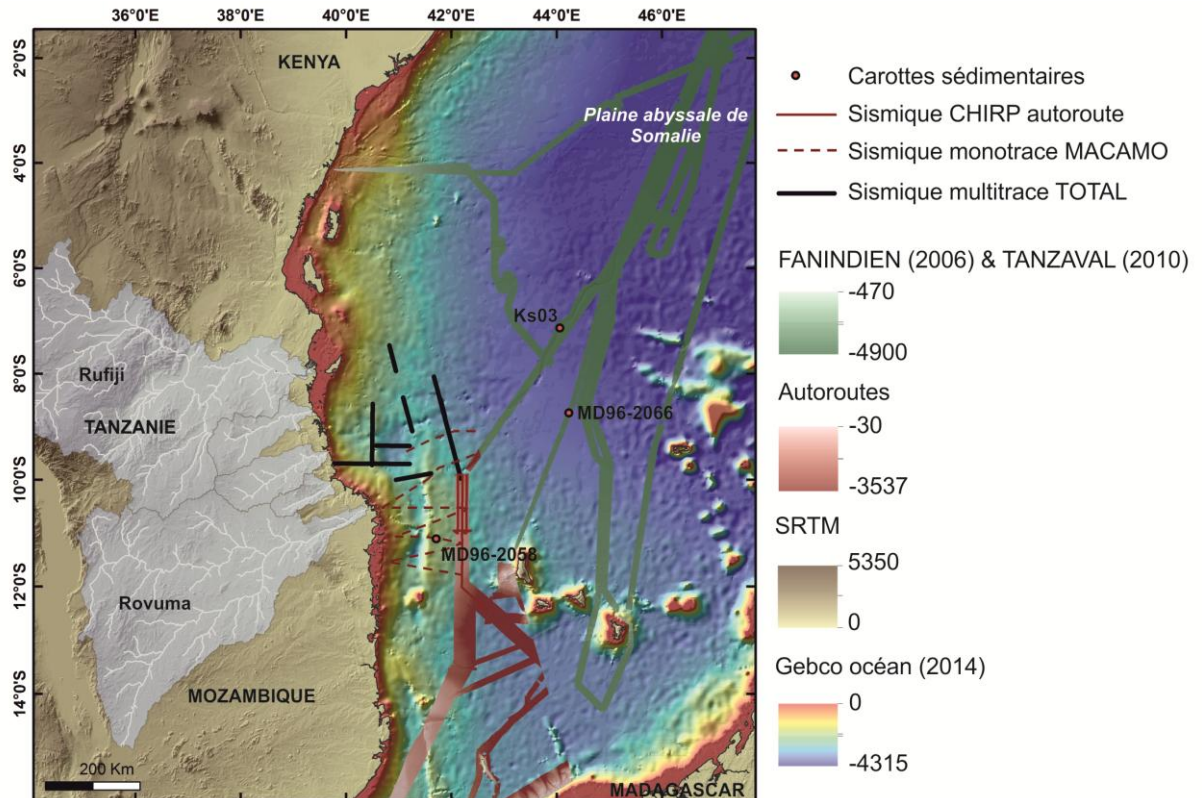 36°0'E 38°0'E 40°0'E 42°0'E 44°0'E 46°0'E
2°0'S
4°0'S
6°0'S
8°0'S
10°0'S
12°0'S
14°0'S
KENYA
Plaine abyssale de
Somalie
Ks03
Rufiji
MD96-2066
TANZANIE
MD96-2058
Rovuma
MOZAMBIQUE
200 Km
MADAGASCAR
Carottes sédimentaires
Sismique CHIRP autoroute
Sismique monotrace MACAMO
Sismique multitrace TOTAL
FANINDIEN (2006) & TANZAVAL (2010)
-470
-4900
Autoroutes
-30
-3537
SRTM
5350
0
Gebco océan (2014)
0
-4315